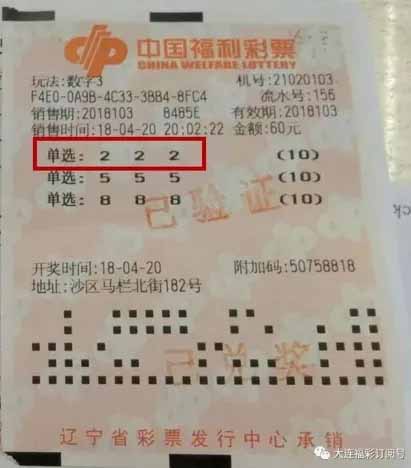 中国福利彩票
CHINA WELFARE LOTTERY
玩法:数字3 机号:21020103
F4E0-0A9B-4C33-3BB4-8FC4 流水号:156
销售期:2018103 8485E 有效期:2018103
销售时间:18-04-20 20:02:22 金额:60元
单选: 2 2 2 (10)
单选: 5 5 5 (10)
单选: 8 8 8 (10)
已验证
开奖时间:18-04-20 附加码:50758818
地址:沙区马栏北街182号
已兑奖
辽宁省彩票发行中心承销
大连福彩订阅号